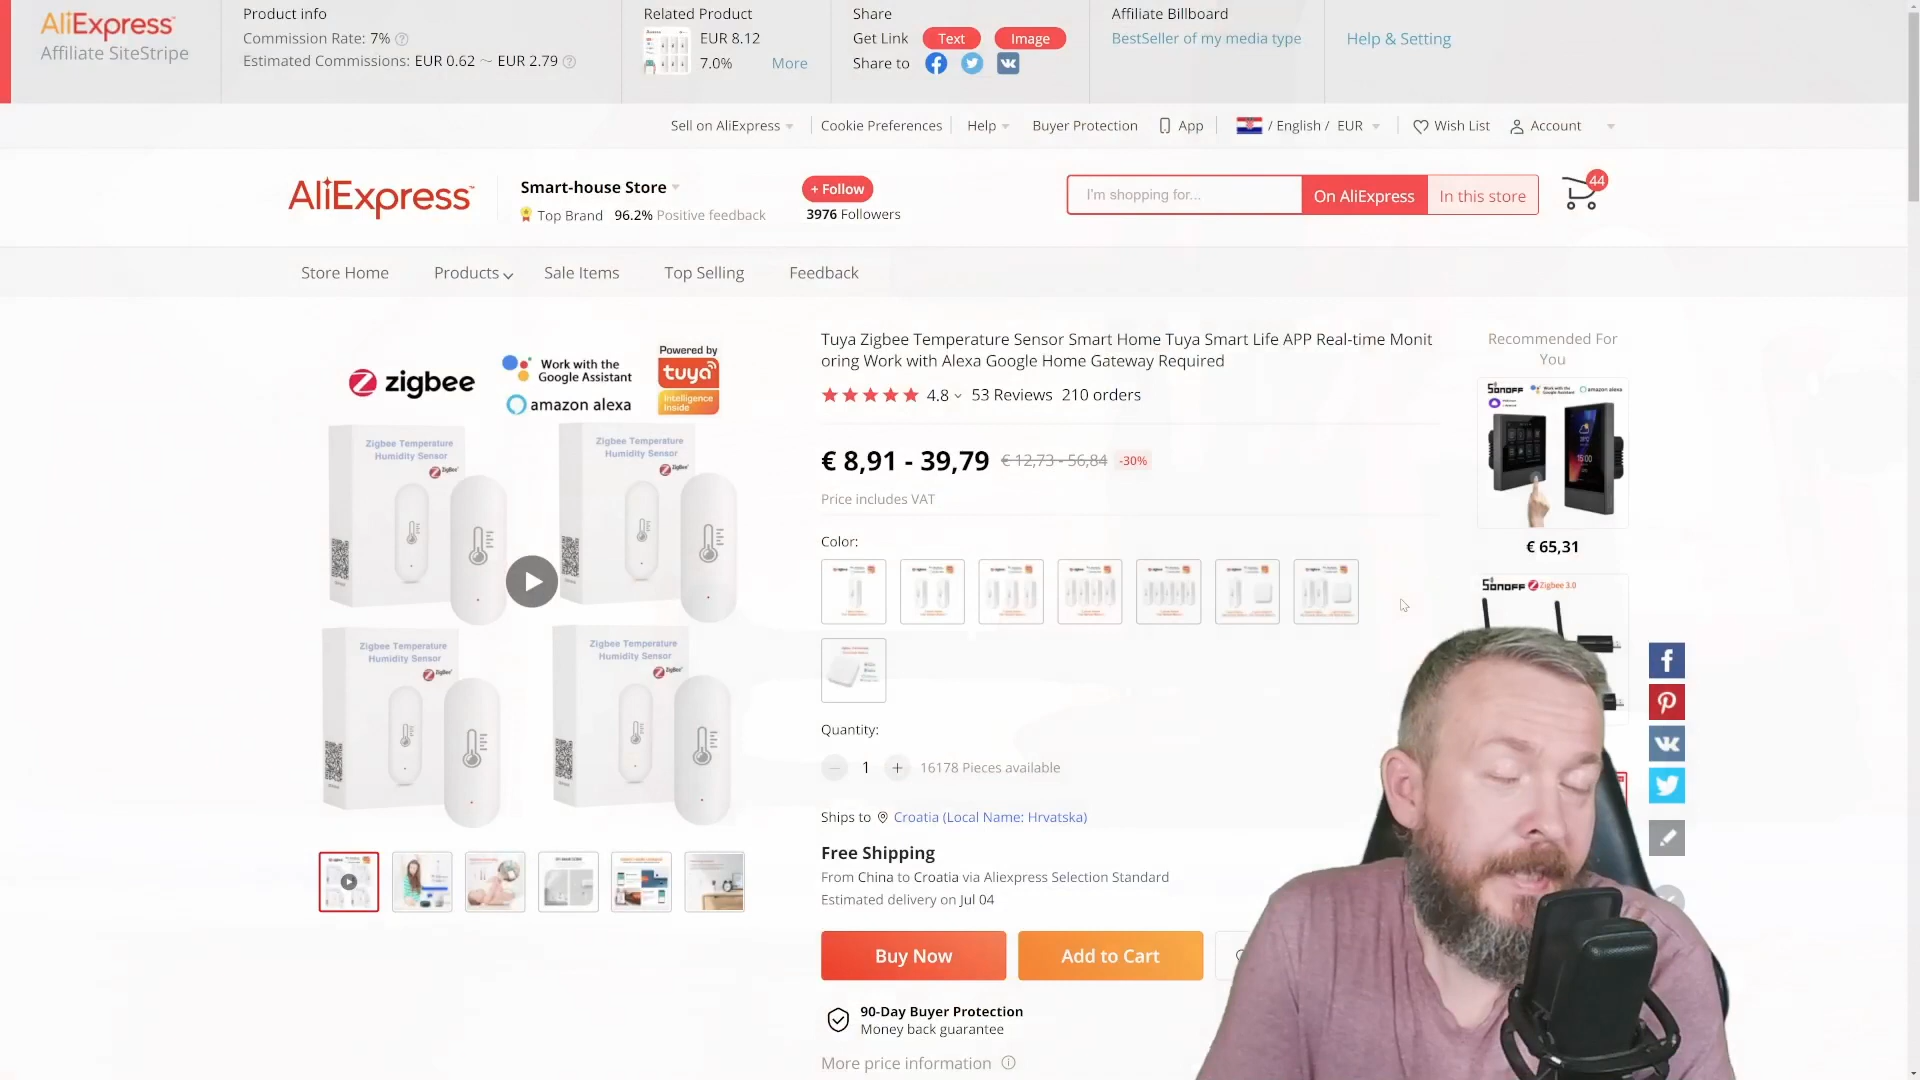 AliExpress
Affiliate SiteStripe
Product info
Commission Rate: 7%
Estimated Commissions: EUR 0.62 ~ EUR 2.79
Related Product
EUR 8.12
7.0%
More
Share
Get Link
Text
Image
Share to
Affiliate Billboard
BestSeller of my media type
Help & Setting
Sell on AliExpress
Cookie Preferences
Help
Buyer Protection
App
/ English / EUR
Wish List
Account
AliExpress
Smart-house Store
Top Brand 96.2% Positive feedback
+ Follow
3976 Followers
I'm shopping for...
On AliExpress
In this store
44
Store Home
Products
Sale Items
Top Selling
Feedback
zigbee
Work with the
Google Assistant
amazon alexa
Powered by
tuya
Intelligence
Inside
Zigbee Temperature
Humidity Sensor
ZigBee
Zigbee Temperature
Humidity Sensor
ZigBee
Zigbee Temperature
Humidity Sensor
ZigBee
Zigbee Temperature
Humidity Sensor
ZigBee
Tuya Zigbee Temperature Sensor Smart Home Tuya Smart Life APP Real-time Monit
oring Work with Alexa Google Home Gateway Required
4.8
53 Reviews
210 orders
€ 8,91 - 39,79
€ 12,73 - 56,84
-30%
Price includes VAT
Color:
Quantity:
1
16178 Pieces available
Ships to
Croatia (Local Name: Hrvatska)
Free Shipping
From China to Croatia via Aliexpress Selection Standard
Estimated delivery on Jul 04
Buy Now
Add to Cart
90-Day Buyer Protection
Money back guarantee
More price information
Recommended For
You
SONOFF
€ 65,31
SONOFF Zigbee 3.0